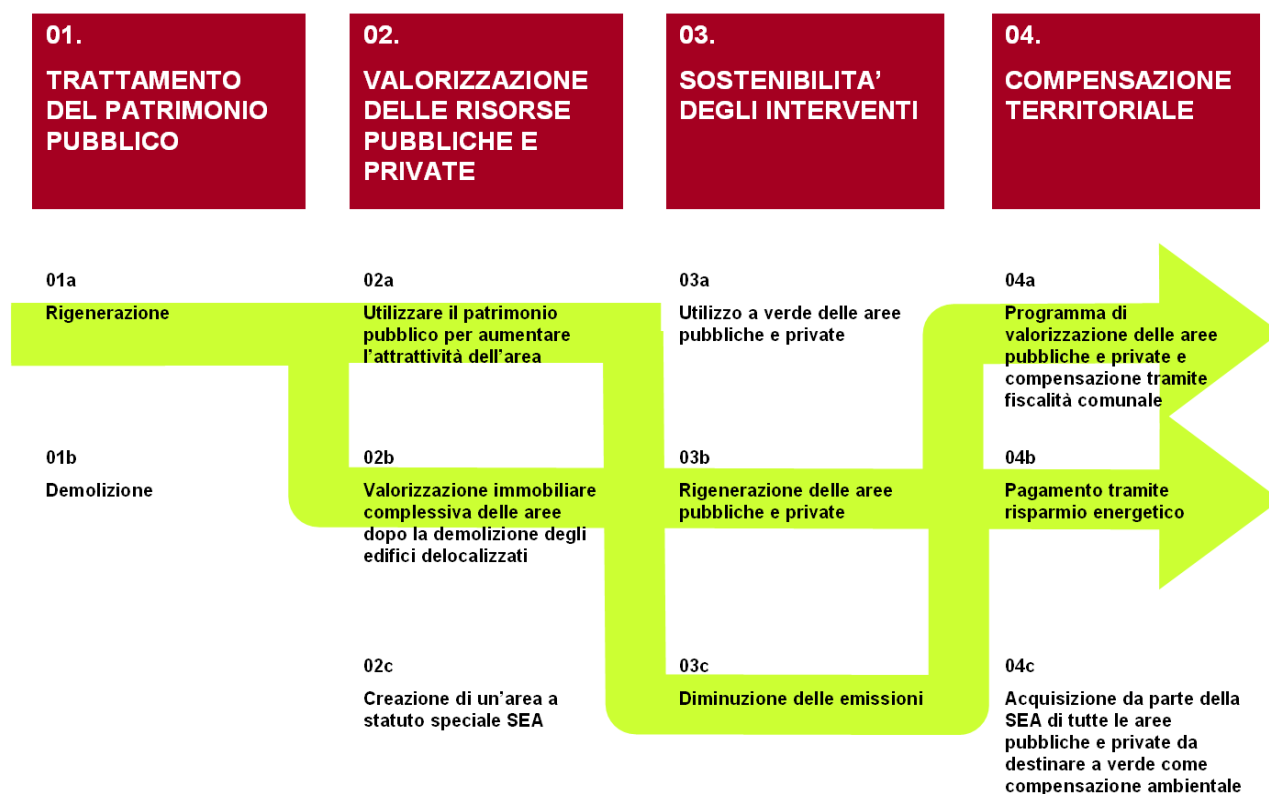 01.
TRATTAMENTO
DEL PATRIMONIO
PUBBLICO
02.
VALORIZZAZIONE
DELLE RISORSE
PUBBLICHE E
PRIVATE
03.
SOSTENIBILITA'
DEGLI INTERVENTI
04.
COMPENSAZIONE
TERRITORIALE
01a
Rigenerazione
02a
Utilizzare il patrimonio
pubblico per aumentare
l'attrattività dell'area
03a
Utilizzo a verde delle aree
pubbliche e private
04a
Programma di
valorizzazione delle aree
pubbliche e private e
compensazione tramite
fiscalità comunale
01b
Demolizione
02b
Valorizzazione immobiliare
complessiva delle aree
dopo la demolizione degli
edifici delocalizzati
03b
Rigenerazione delle aree
pubbliche e private
04b
Pagamento tramite
risparmio energetico
02c
Creazione di un'area a
statuto speciale SEA
03c
Diminuzione delle emissioni
04c
Acquisizione da parte della
SEA di tutte le aree
pubbliche e private da
destinare a verde come
compensazione ambientale